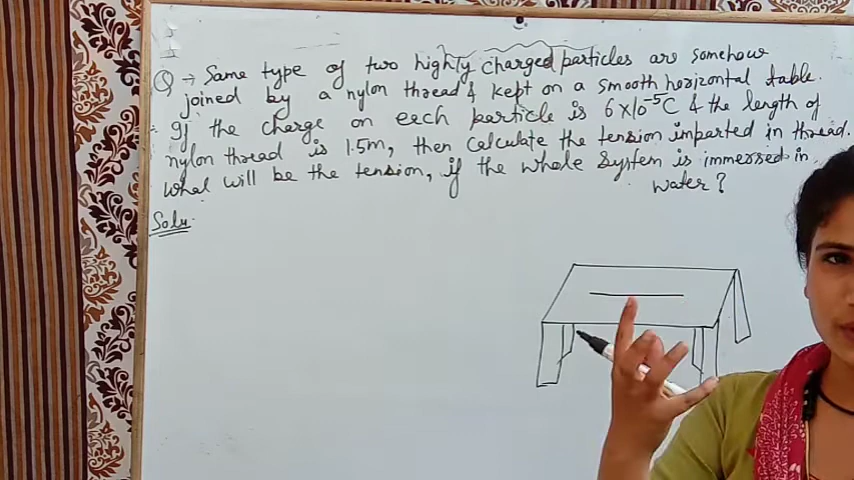 Q → Same type of two highly charged particles are somehow
joined by a nylon thread & kept on a smooth horizontal table.
If the charge on each particle is 6×10⁻⁵C & the length of
nylon thread is 1.5m, then calculate the tension imparted in thread.
what will be the tension, if the whole system is immersed in
water?
Solu